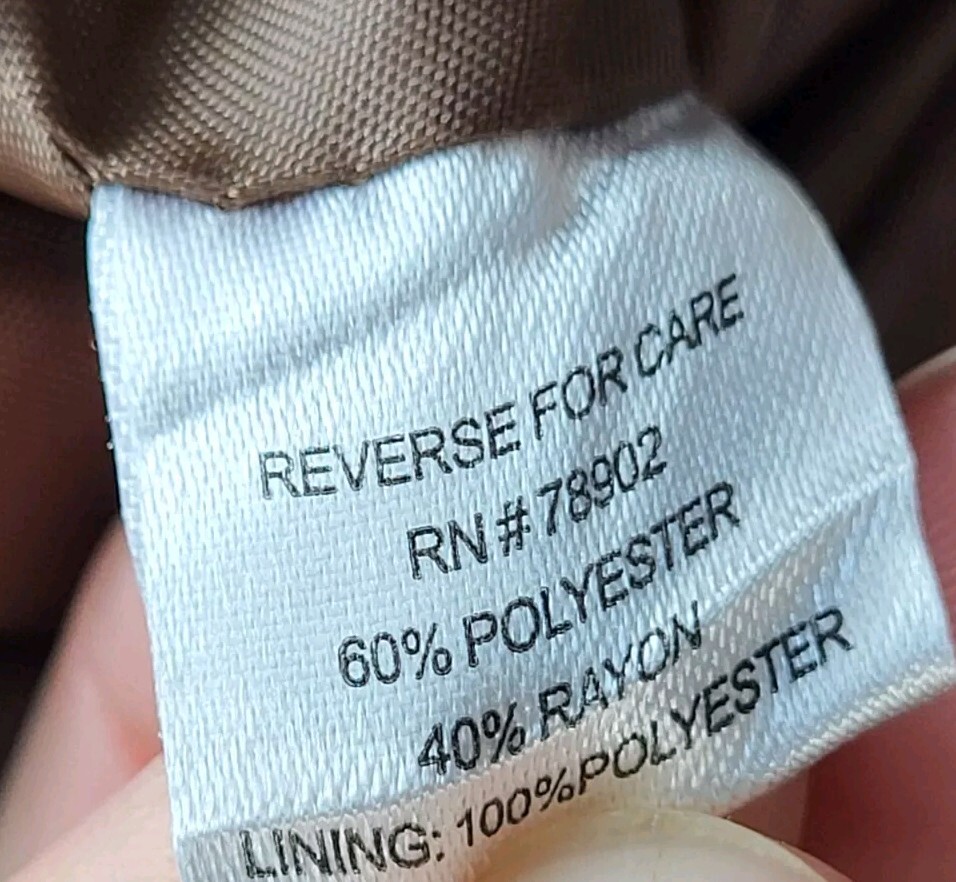 REVERSE FOR CARE
RN # 78902
60% POLYESTER
40% RAYON
LINING: 100%POLYESTER